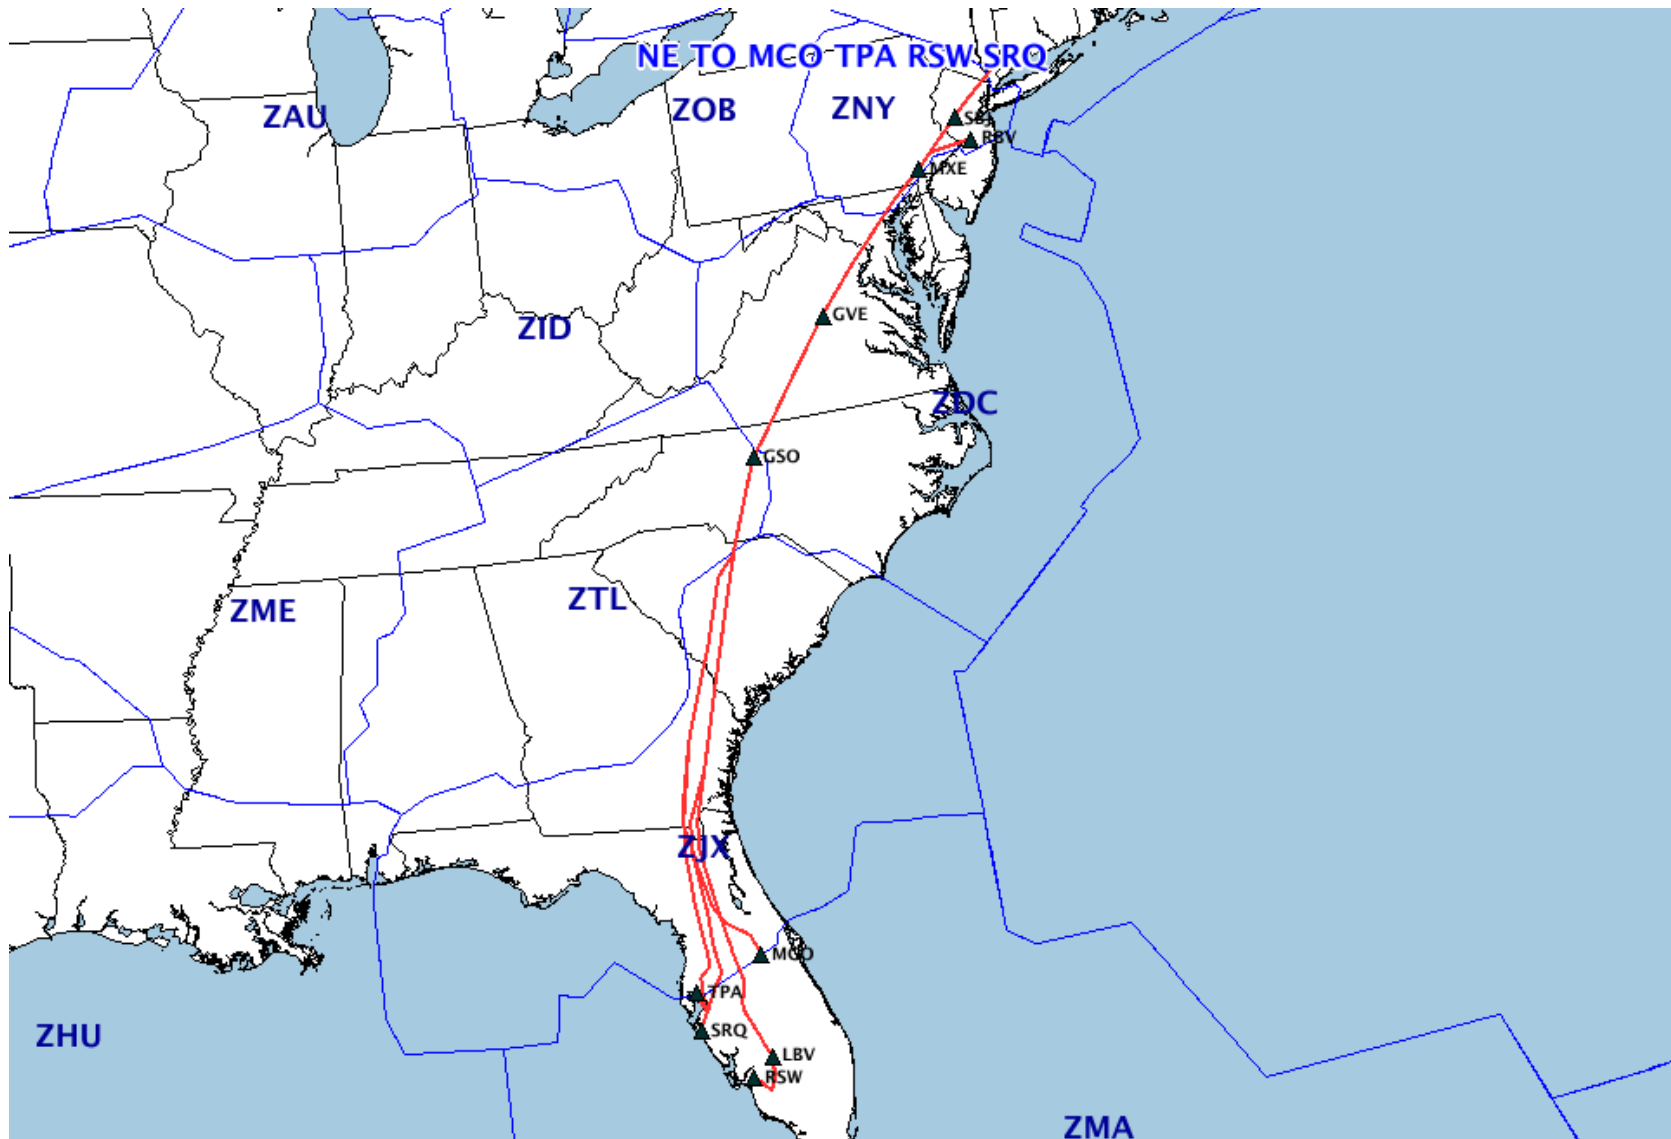 NE TO MCO TPA RSW SRQ
ZAU
ZOB
ZNY
SBJ
RBV
MXE
GVE
ZID
ZDC
GSO
ZTL
ZME
ZJX
MCO
TPA
SRQ
ZHU
LBV
RSW
ZMA